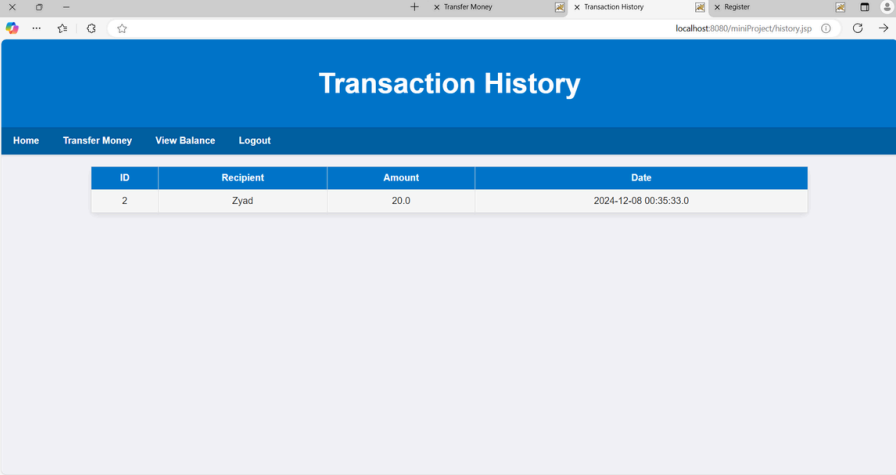 Transfer Money
Transaction History
Register
localhost:8080/miniProject/history.jsp
Transaction History
Home Transfer Money View Balance Logout
ID Recipient Amount Date
2 Zyad 20.0 2024-12-08 00:35:33.0